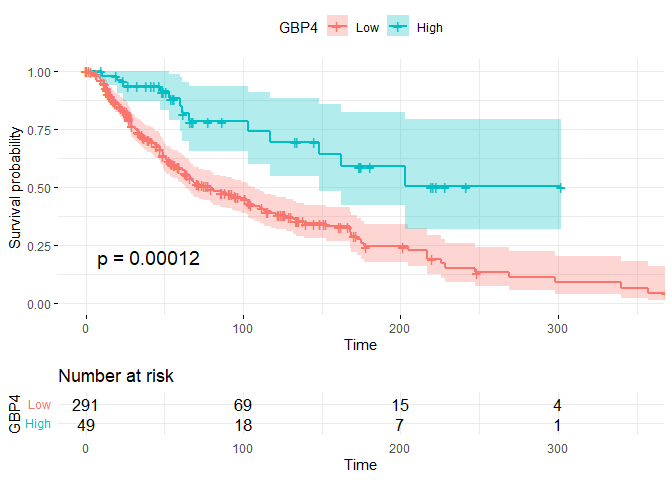 GBP4 Low High
Survival probability
1.00
0.75
0.50
0.25
0.00
p = 0.00012
0 100 200 300
Time
Number at risk
GBP4
Low 291 69 15 4
High 49 18 7 1
0 100 200 300
Time